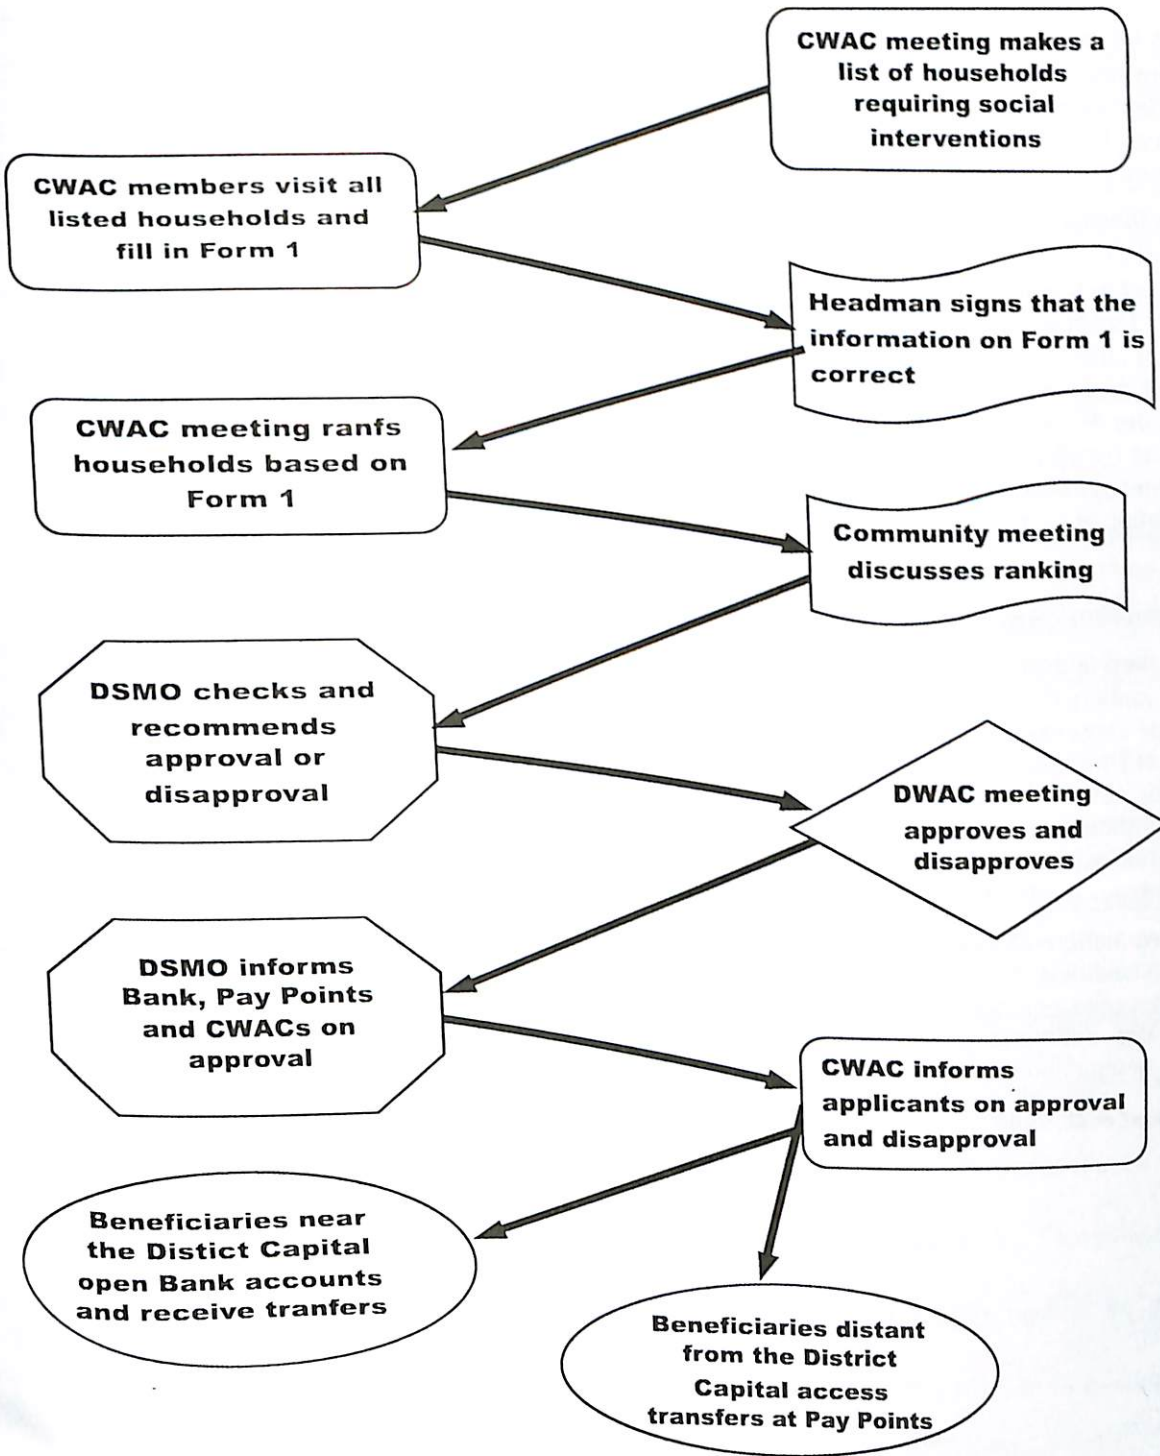 CWAC meeting makes a
list of households
requiring social
interventions
CWAC members visit all
listed households and
fill in Form 1
Headman signs that the
information on Form 1 is
correct
CWAC meeting ranfs
households based on
Form 1
Community meeting
discusses ranking
DSMO checks and
recommends
approval or
disapproval
DWAC meeting
approves and
disapproves
DSMO informs
Bank, Pay Points
and CWACs on
approval
CWAC informs
applicants on approval
and disapproval
Beneficiaries near
the Distict Capital
open Bank accounts
and receive tranfers
Beneficiaries distant
from the District
Capital access
transfers at Pay Points